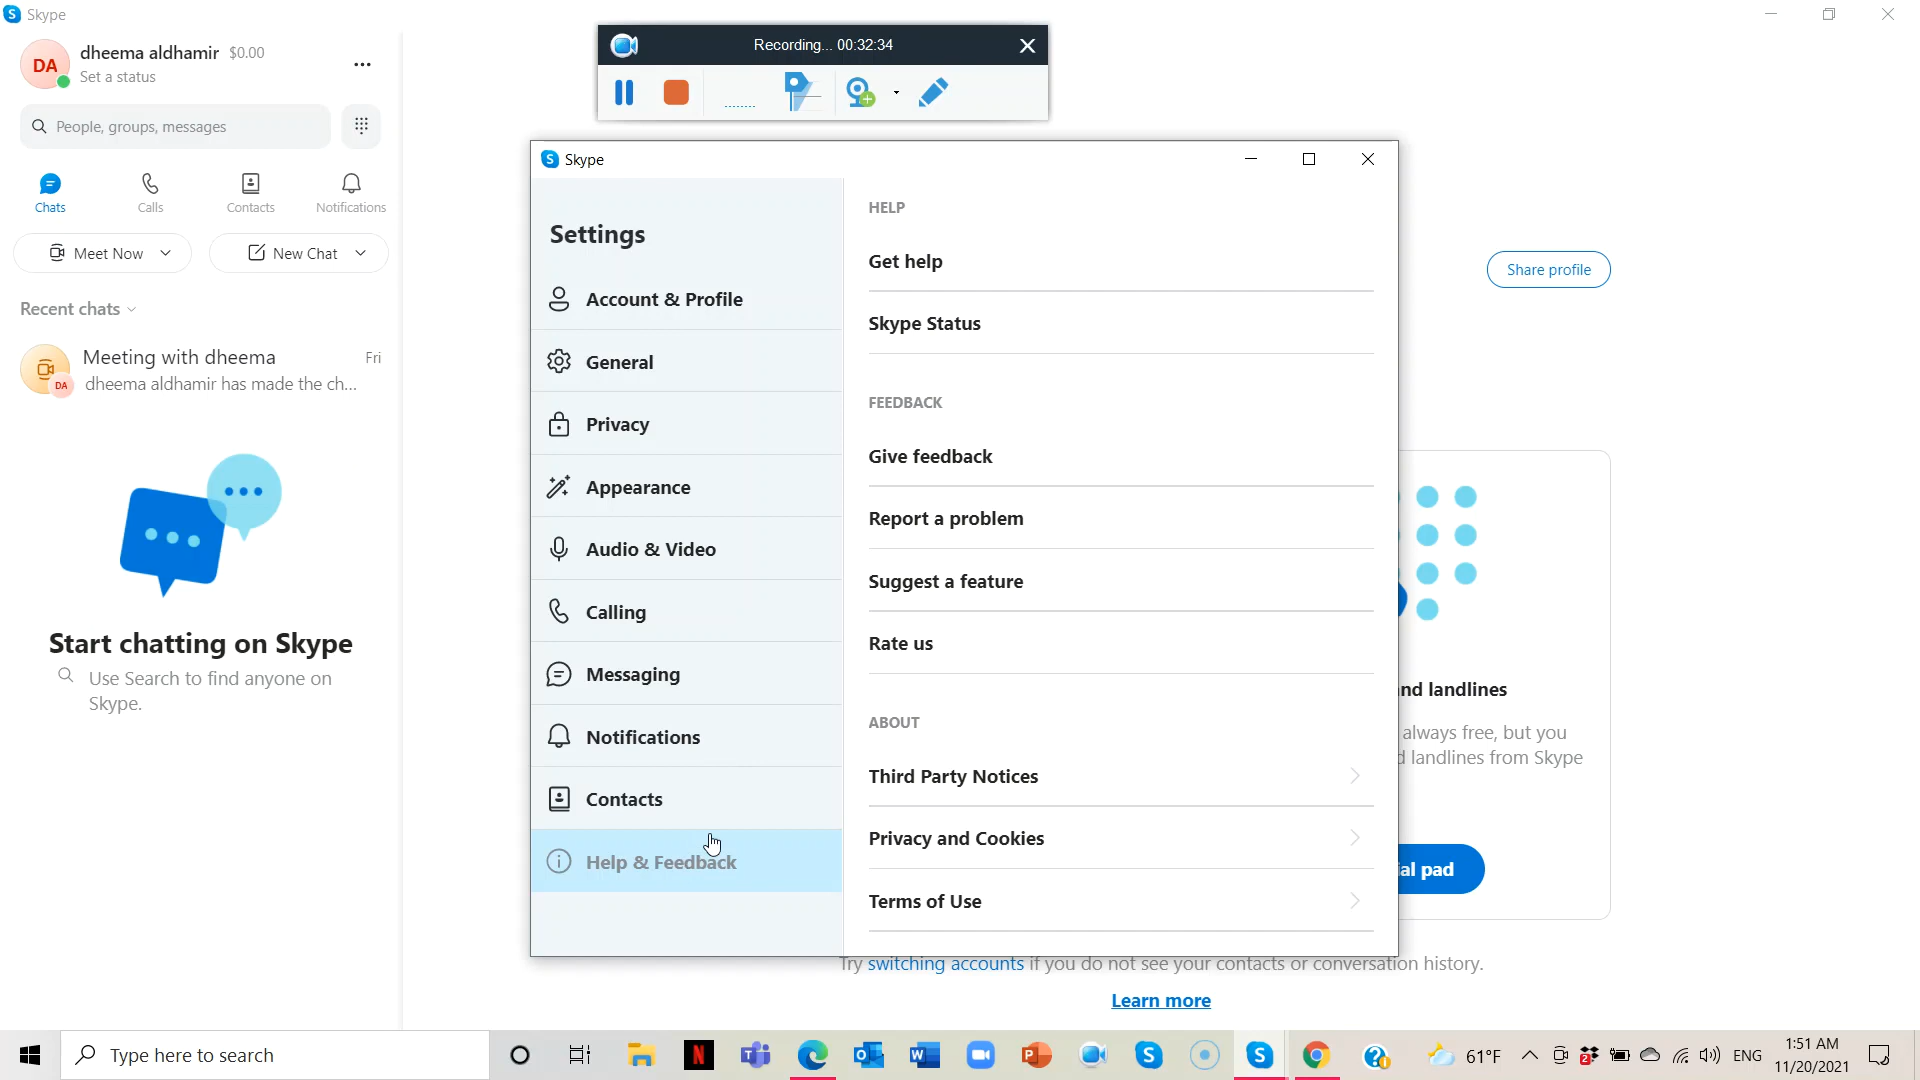 Skype
dheema aldhamir $0.00
Set a status
DA
People, groups, messages
Chats
Calls
Contacts
Notifications
Meet Now
New Chat
Recent chats
Meeting with dheema
Fri
dheema aldhamir has made the ch...
DA
Start chatting on Skype
Use Search to find anyone on
Skype.
Recording... 00:32:34
Skype
Settings
Account & Profile
General
Privacy
Appearance
Audio & Video
Calling
Messaging
Notifications
Contacts
Help & Feedback
HELP
Get help
Skype Status
FEEDBACK
Give feedback
Report a problem
Suggest a feature
Rate us
ABOUT
Third Party Notices
Privacy and Cookies
Terms of Use
Share profile
nd landlines
always free, but you
d landlines from Skype
ial pad
Try switching accounts if you do not see your contacts or conversation history.
Learn more
Type here to search
61°F
2
ENG
1:51 AM
11/20/2021